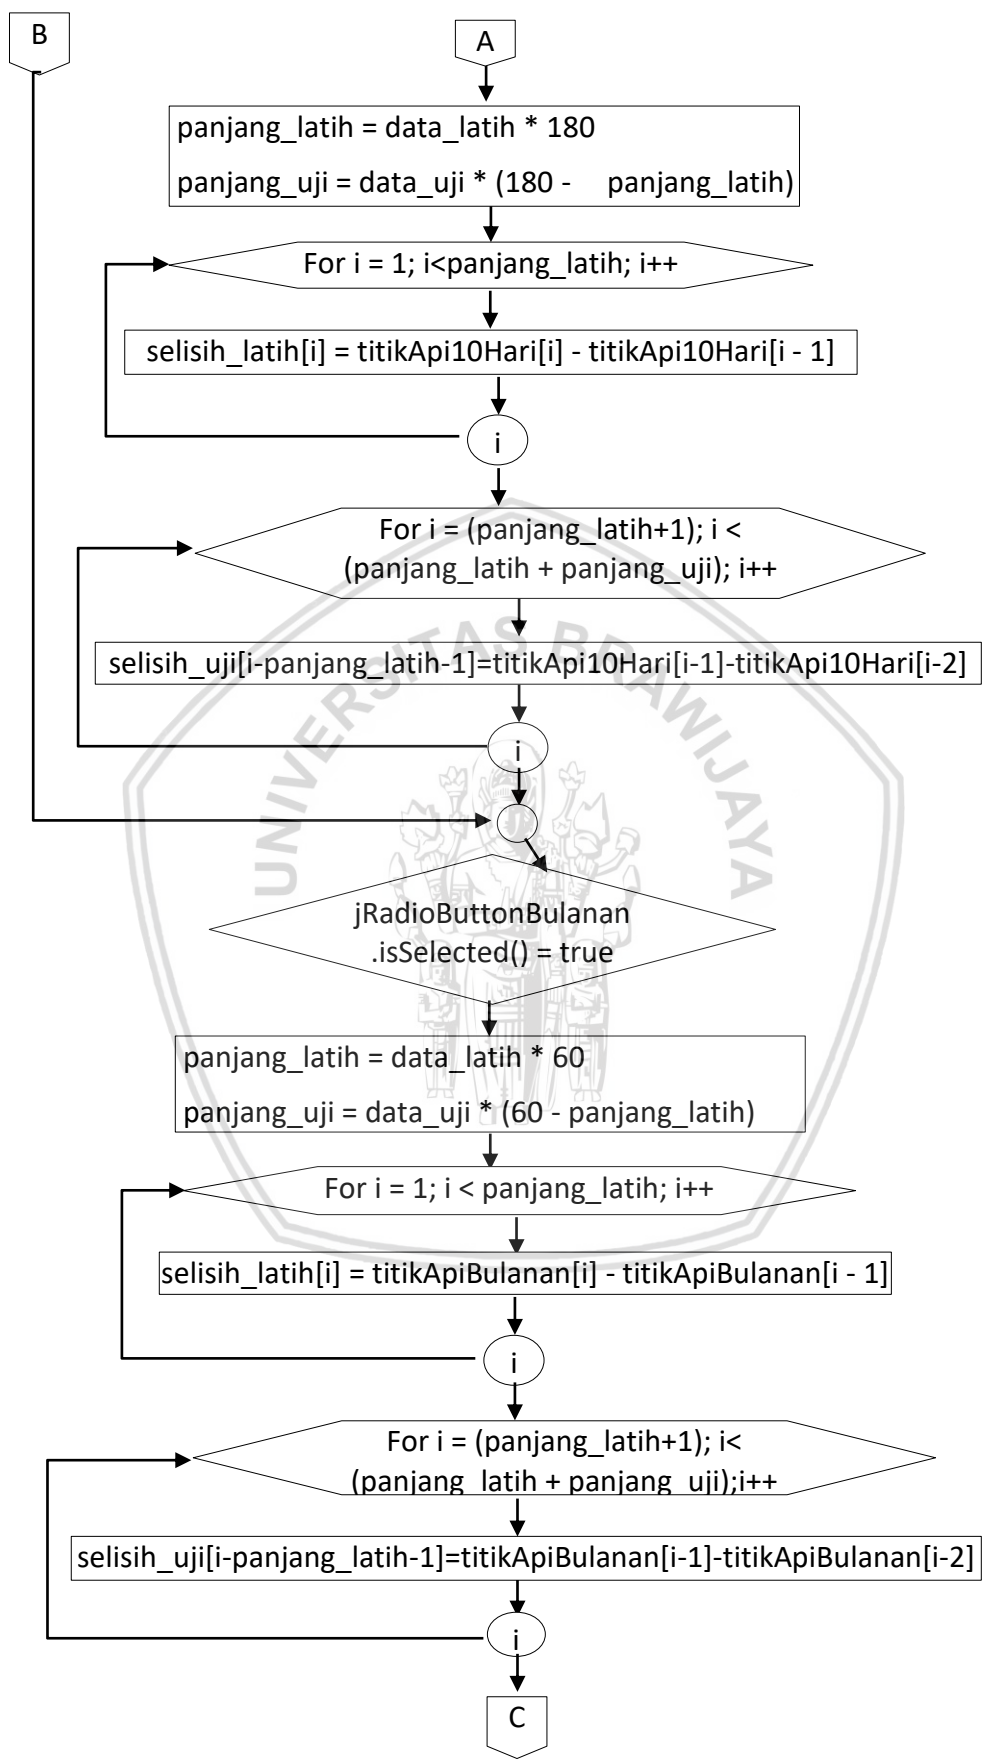 B
A
panjang_latih = data_latih * 180
panjang_uji = data_uji * (180 - panjang_latih)
For i = 1; i<panjang_latih; i++
selisih_latih[i] = titikApi10Hari[i] - titikApi10Hari[i - 1]
i
For i = (panjang_latih+1); i <
(panjang_latih + panjang_uji); i++
selisih_uji[i-panjang_latih-1]=titikApi10Hari[i-1]-titikApi10Hari[i-2]
i
UNIVERSITAS BRAWIJAYA
jRadioButtonBulanan
.isSelected() = true
panjang_latih = data_latih * 60
panjang_uji = data_uji * (60 - panjang_latih)
For i = 1; i < panjang_latih; i++
selisih_latih[i] = titikApiBulanan[i] - titikApiBulanan[i - 1]
i
For i = (panjang_latih+1); i<
(panjang_latih + panjang_uji);i++
selisih_uji[i-panjang_latih-1]=titikApiBulanan[i-1]-titikApiBulanan[i-2]
i
C